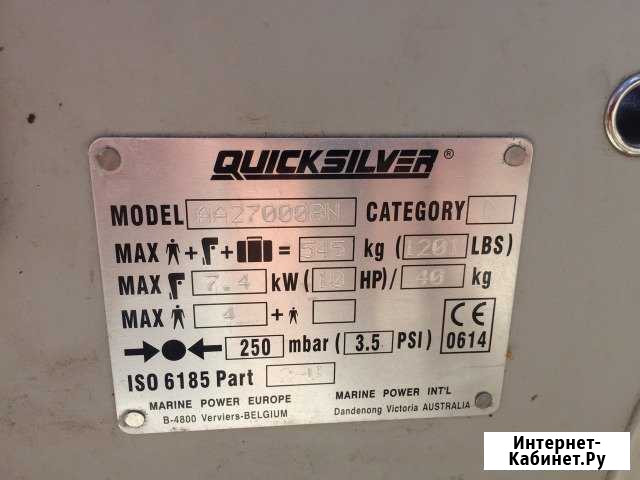 QUICKSILVER®
MODEL AA270008N CATEGORY
MAX + + = 545 kg ( 1201 LBS)
MAX 7.4 kW ( 10 HP)/ 40 kg
MAX 4 +
250 mbar ( 3.5 PSI) CE
0614
ISO 6185 Part
MARINE POWER EUROPE MARINE POWER INT'L
B-4800 Verviers-BELGIUM Dandenong Victoria AUSTRALIA
Интернет-
Кабинет.Ру